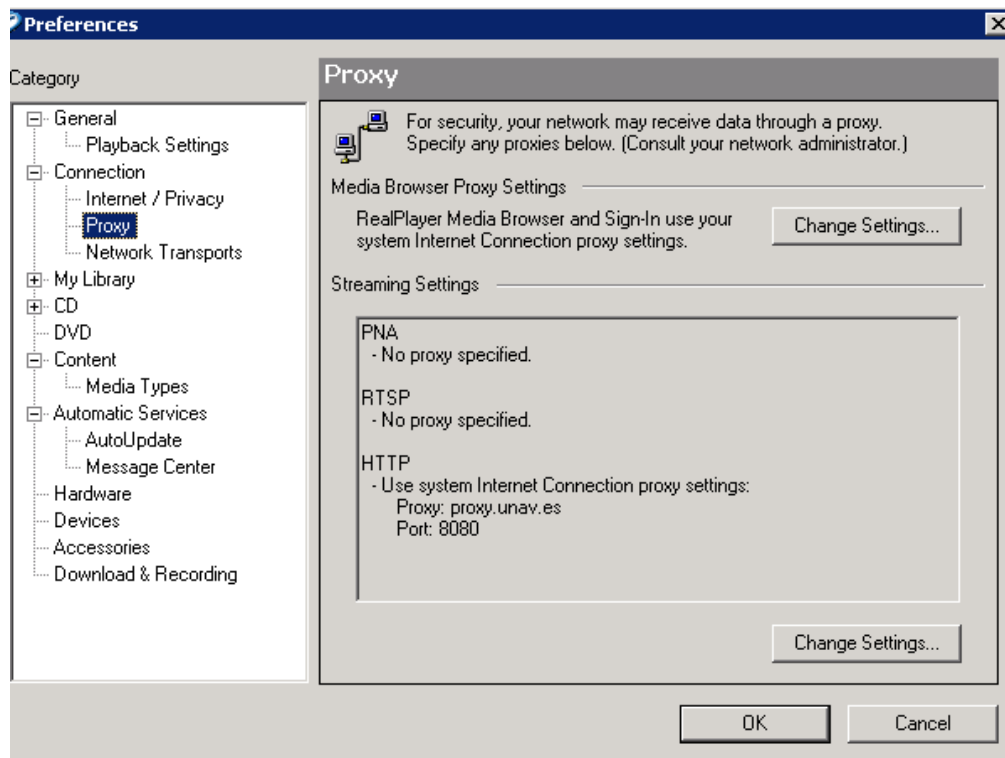 Preferences
Category
General
Playback Settings
Connection
Internet / Privacy
Proxy
Network Transports
My Library
CD
DVD
Content
Media Types
Automatic Services
AutoUpdate
Message Center
Hardware
Devices
Accessories
Download & Recording
Proxy
For security, your network may receive data through a proxy.
Specify any proxies below. (Consult your network administrator.)
Media Browser Proxy Settings
RealPlayer Media Browser and Sign-In use your
system Internet Connection proxy settings.
Change Settings...
Streaming Settings
PNA
- No proxy specified.
RTSP
- No proxy specified.
HTTP
- Use system Internet Connection proxy settings:
Proxy: proxy.unav.es
Port: 8080
Change Settings...
OK
Cancel